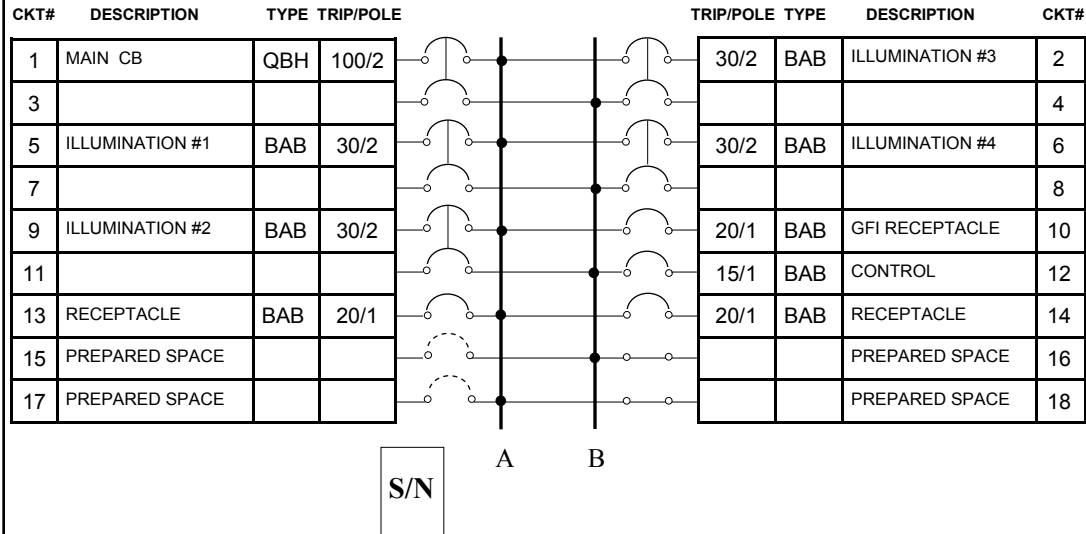 CKT# DESCRIPTION TYPE TRIP/POLE TRIP/POLE TYPE DESCRIPTION CKT#
1 MAIN CB QBH 100/2 30/2 BAB ILLUMINATION #3 2
3 4
5 ILLUMINATION #1 BAB 30/2 30/2 BAB ILLUMINATION #4 6
7 8
9 ILLUMINATION #2 BAB 30/2 20/1 BAB GFI RECEPTACLE 10
11 15/1 BAB CONTROL 12
13 RECEPTACLE BAB 20/1 20/1 BAB RECEPTACLE 14
15 PREPARED SPACE PREPARED SPACE 16
17 PREPARED SPACE PREPARED SPACE 18
A B
S/N